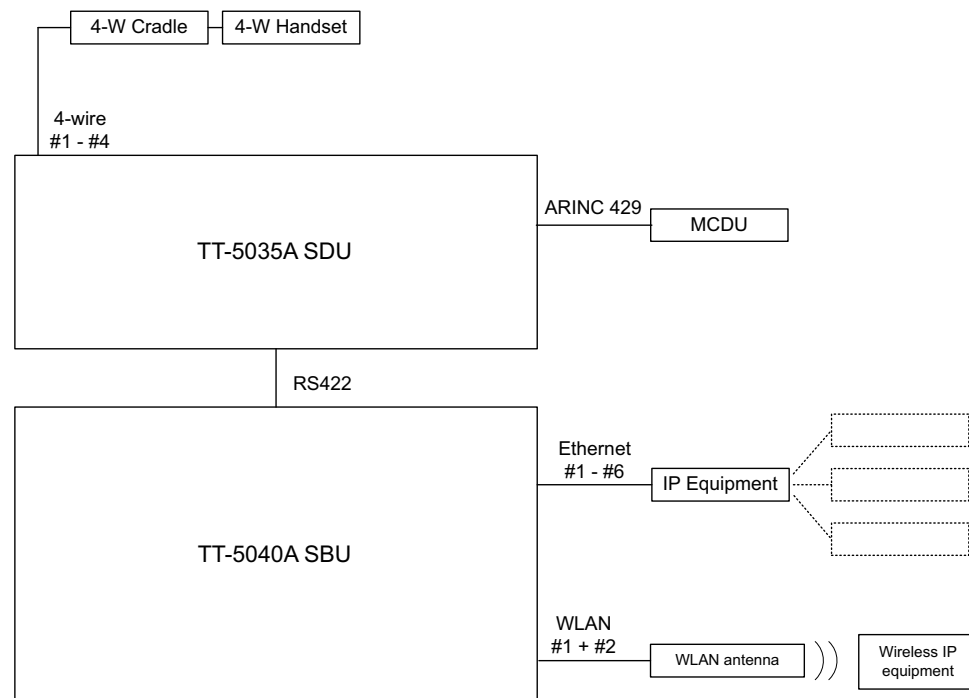 4-W Cradle
4-W Handset
4-wire
#1 - #4
TT-5035A SDU
ARINC 429
MCDU
RS422
TT-5040A SBU
Ethernet
#1 - #6
IP Equipment
WLAN
#1 + #2
WLAN antenna
Wireless IP
equipment